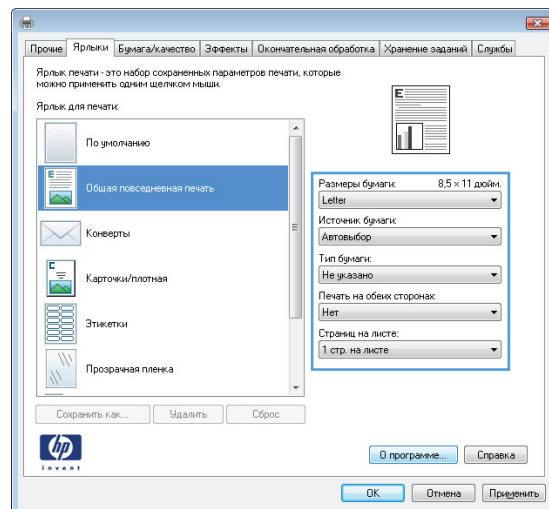 Прочие Ярлыки Бумага/качество Эффекты Окончательная обработка Хранение заданий Службы
Ярлык печати - это набор сохраненных параметров печати, которые
можно применить одним щелчком мыши.
Ярлык для печати:
По умолчанию
Общая повседневная печать
Конверты
Карточки/плотная
Этикетки
Прозрачная пленка
E
Размеры бумаги: 8,5 × 11 дюйм.
Letter
Источник бумаги:
Автовыбор
Тип бумаги:
Не указано
Печать на обеих сторонах:
Нет
Страниц на листе:
1 стр. на листе
Сохранить как... Удалить Сброс
hp
invent
О программе... Справка
OK Отмена Применить